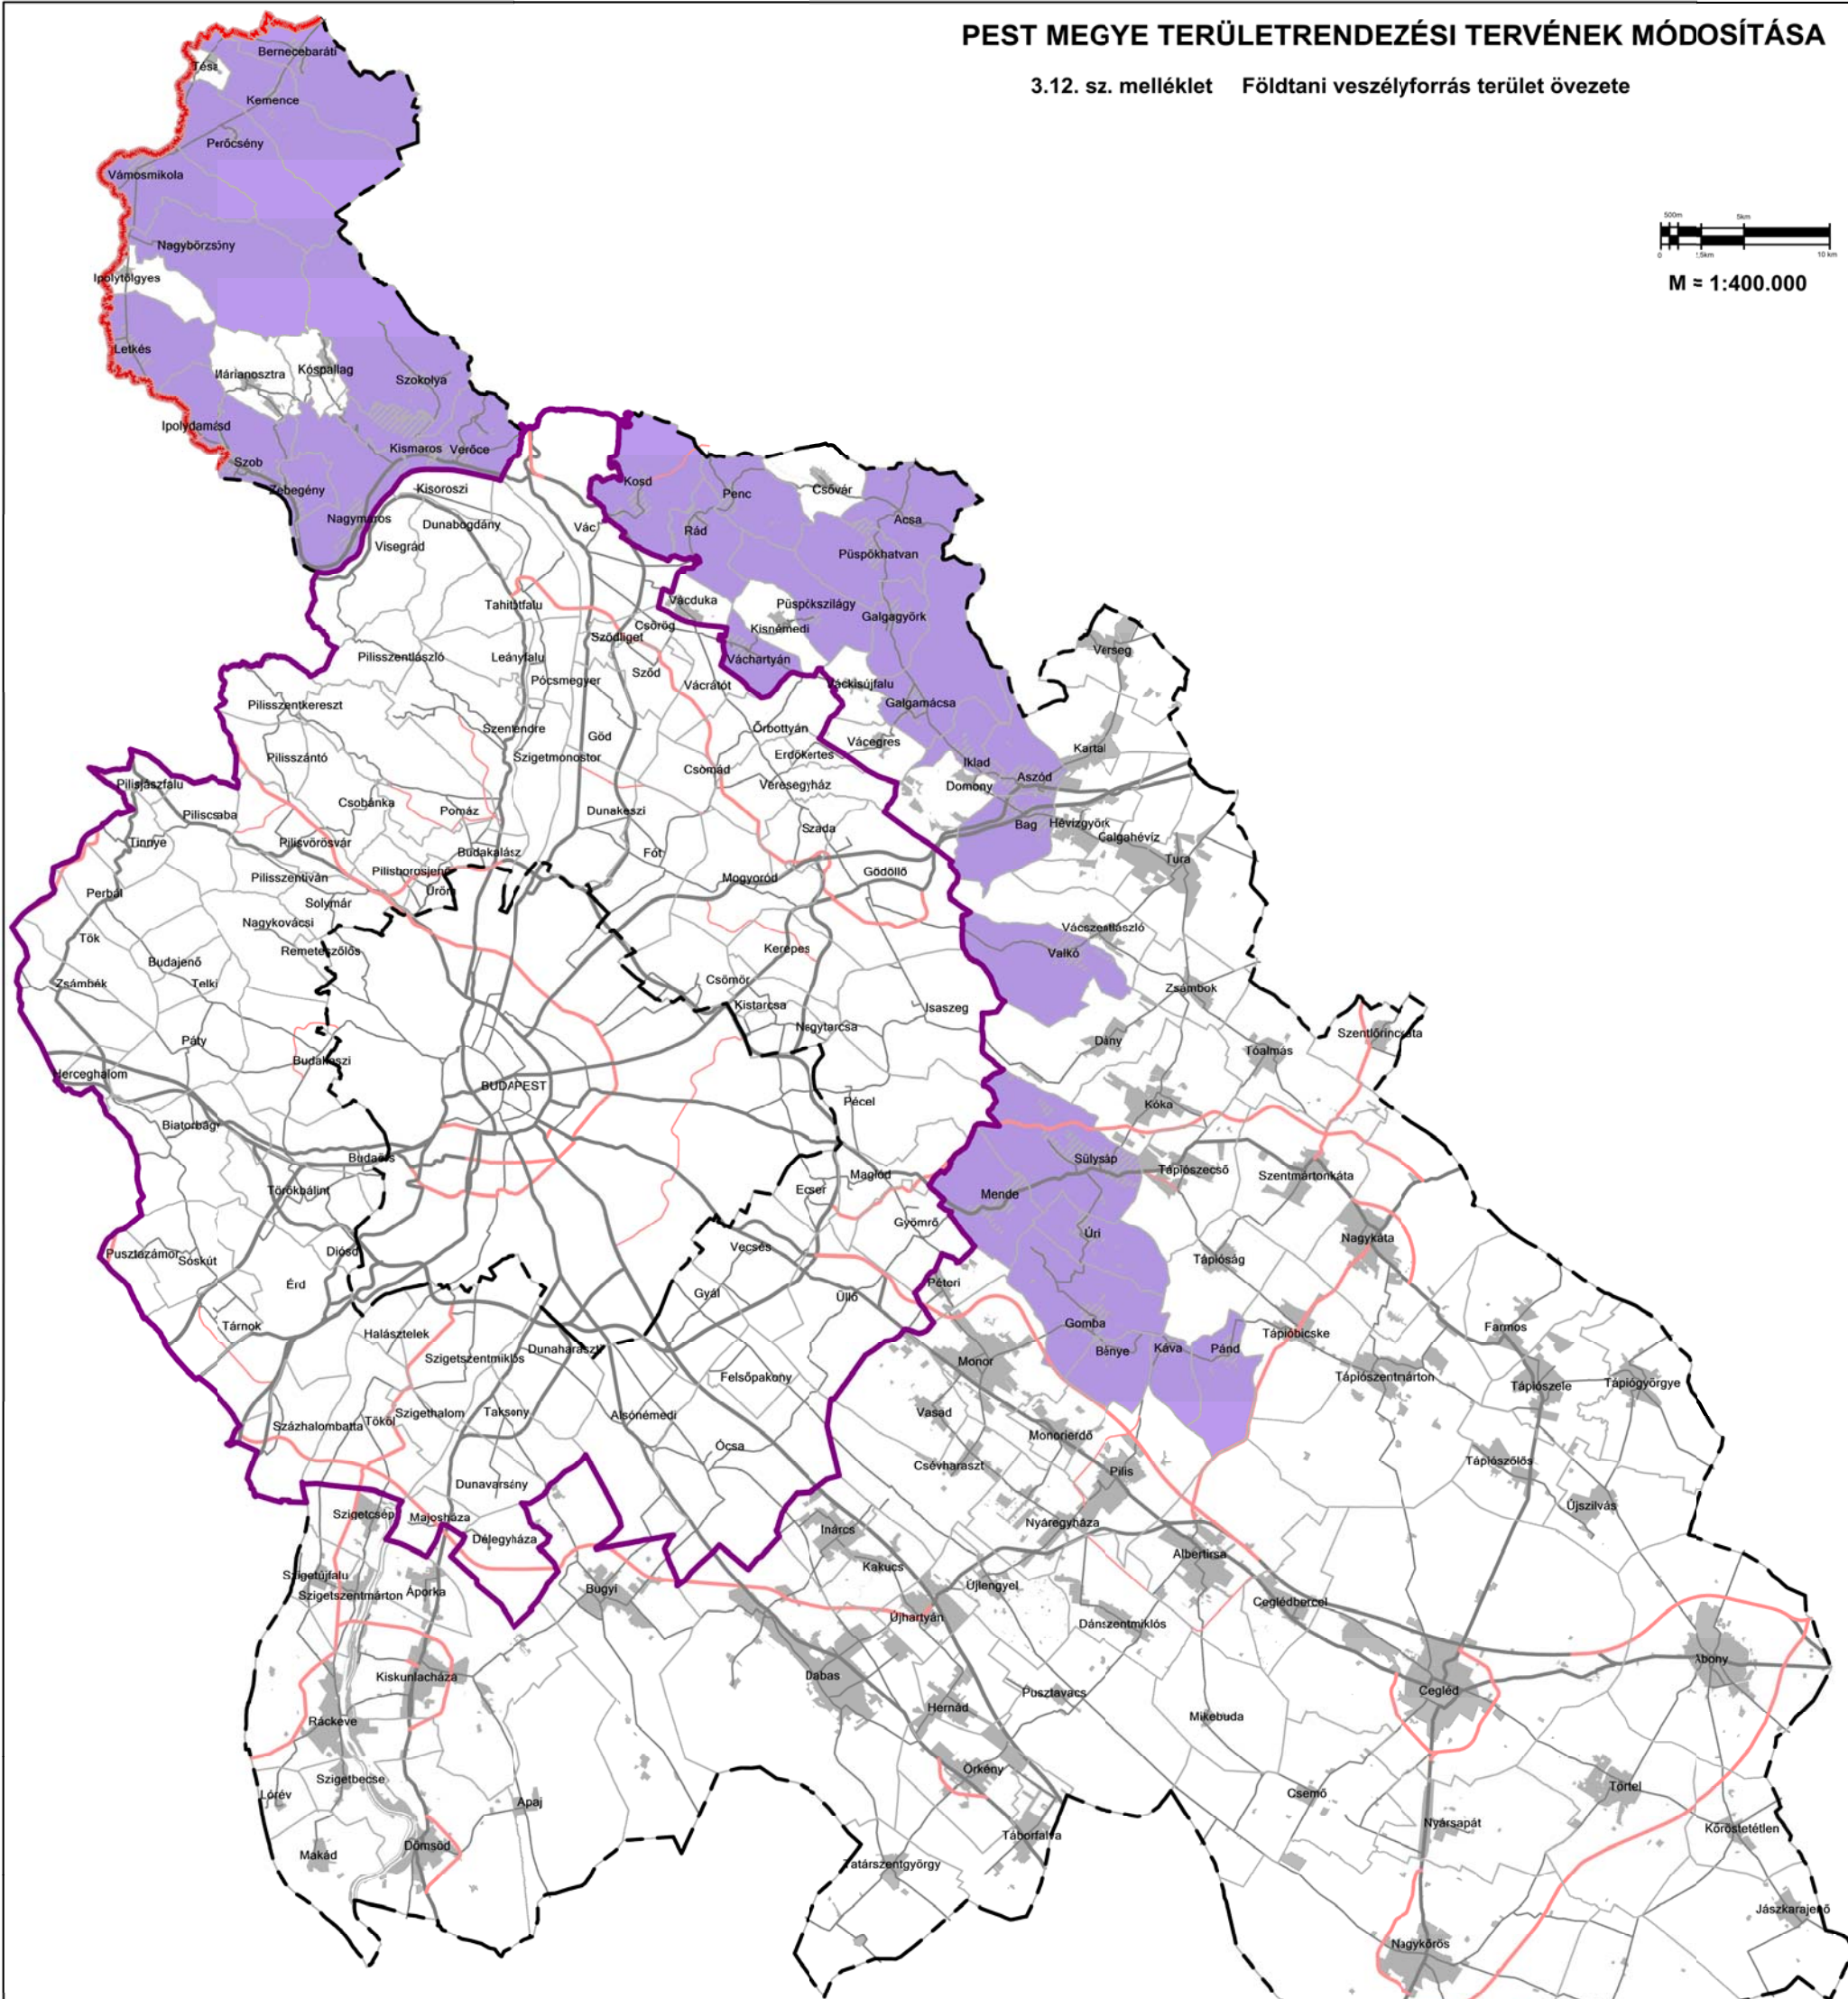 PEST MEGYE TERÜLETRENDEZÉSI TERVÉNEK MÓDOSÍTÁSA
3.12. sz. melléklet Földtani veszélyforrás terület övezete
500m 5km
0 1,5km 10 km
M = 1:400.000
Bernecebaráti
Tésa
Kemence
Perőcsény
Vámosmikola
Nagybörzsöny
Ipolytölgyes
Letkés
Márianosztra
Kóspallag
Szokolya
Ipolydamásd
Kismaros
Verőce
Szob
Zebegény
Nagymaros
Kisoroszi
Dunabogdány
Visegrád
Vác
Kosd
Penc
Csővár
Rád
Acsa
Püspökhatvan
Vácduka
Püspökszilágy
Galgagyörk
Kisnémedi
Váchartyán
Tahitótfalu
Csörög
Sződliget
Verseg
Pilisszentlászló
Leányfalu
Pócsmegyer
Sződ
Vácrátót
Váckisújfalu
Galgamácsa
Pilisszentkereszt
Szentendre
Göd
Őrbottyán
Vácegres
Kartal
Pilisszántó
Szigetmonostor
Csomád
Erdőkertes
Iklad
Aszód
Domony
Pilisjászfalu
Veresegyház
Csobánka
Pomáz
Dunakeszi
Piliscsaba
Szada
Bag
Hévízgyörk
Galgahévíz
Tinnye
Pilisvörösvár
Budakalász
Fót
Tura
Pilisborosjenő
Mogyoród
Gödöllő
Pilisszentiván
Üröm
Perbál
Solymár
Nagykovácsi
Vácszentlászló
Tök
Remeteszőlős
Kerepes
Valkó
Budajenő
Zsámbék
Telki
Csömör
Zsámbok
Kistarcsa
Isaszeg
Nagytarcsa
Szentlőrinckáta
Páty
Dány
Tóalmás
Budakeszi
Herceghalom
BUDAPEST
Pécel
Kóka
Biatorbágy
Budaörs
Sülysáp
Tápiószecső
Szentmártonkáta
Maglód
Törökbálint
Ecser
Mende
Gyömrő
Úri
Nagykáta
Pusztazámor
Sóskút
Diósd
Vecsés
Tápióság
Érd
Péteri
Gyál
Üllő
Tárnok
Halásztelek
Gomba
Tápióbicske
Farmos
Szigetszentmiklós
Dunaharaszti
Monor
Bénye
Káva
Pánd
Felsőpakony
Tápiószentmárton
Tápiószele
Tápiógyörgye
Százhalombatta
Tököl
Szigethalom
Taksony
Alsónémedi
Vasad
Monorierdő
Ócsa
Csévharaszt
Pilis
Tápiószőlős
Dunavarsány
Újszilvás
Szigetcsép
Majosháza
Délegyháza
Inárcs
Nyáregyháza
Albertirsa
Szigetújfalu
Szigetszentmárton
Áporka
Bugyi
Kakucs
Újlengyel
Újhartyán
Ceglédbercel
Dánszentmiklós
Kiskunlacháza
Dabas
Abony
Cegléd
Ráckeve
Hernád
Pusztavacs
Mikebuda
Szigetbecse
Örkény
Lórév
Apaj
Csemő
Törtel
Makád
Dömsöd
Táborfalva
Nyársapát
Kőröstetétlen
Tatárszentgyörgy
Jászkarajenő
Nagykőrös